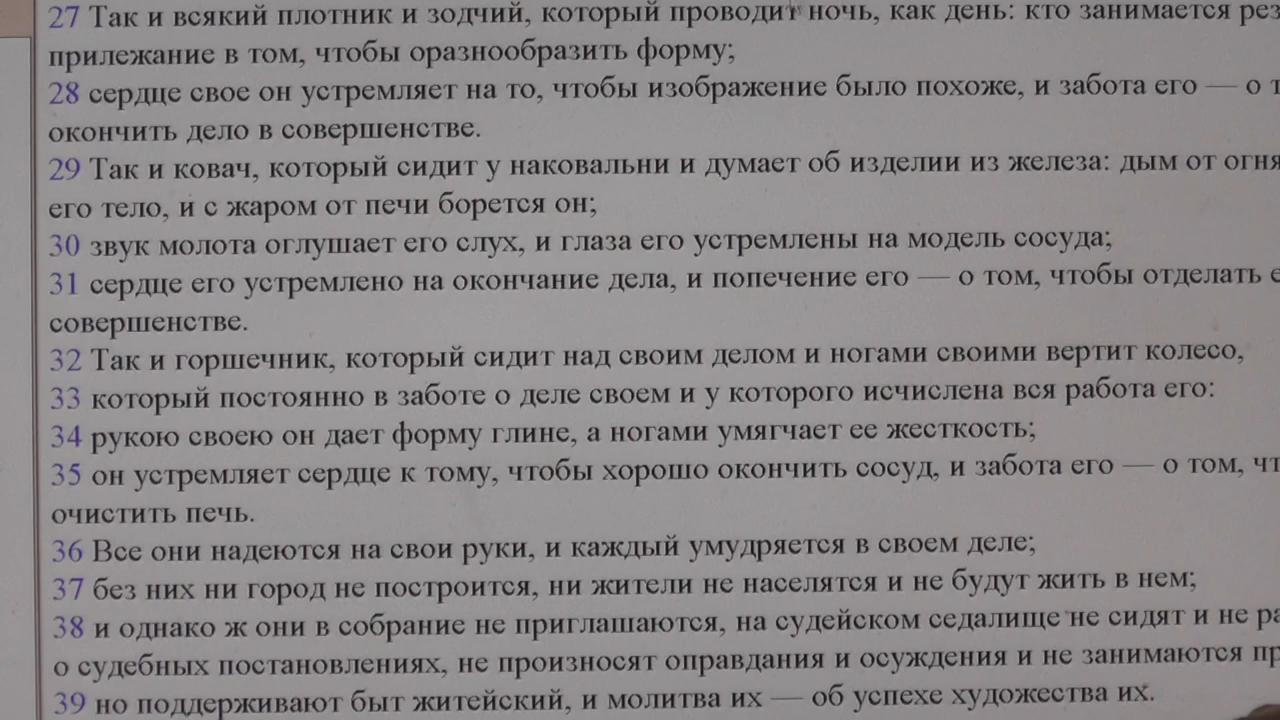 27 Так и всякий плотник и зодчий, который проводит ночь, как день: кто занимается рез
прилежание в том, чтобы оразнообразить форму;
28 сердце свое он устремляет на то, чтобы изображение было похоже, и забота его — о т
окончить дело в совершенстве.
29 Так и ковач, который сидит у наковальни и думает об изделии из железа: дым от огня
его тело, и с жаром от печи борется он;
30 звук молота оглушает его слух, и глаза его устремлены на модель сосуда;
31 сердце его устремлено на окончание дела, и попечение его — о том, чтобы отделать е
совершенстве.
32 Так и горшечник, который сидит над своим делом и ногами своими вертит колесо,
33 который постоянно в заботе о деле своем и у которого исчислена вся работа его:
34 рукою своею он дает форму глине, а ногами умягчает ее жесткость;
35 он устремляет сердце к тому, чтобы хорошо окончить сосуд, и забота его — о том, чт
очистить печь.
36 Все они надеются на свои руки, и каждый умудряется в своем деле;
37 без них ни город не построится, ни жители не населятся и не будут жить в нем;
38 и однако ж они в собрание не приглашаются, на судейском седалище не сидят и не ра
о судебных постановлениях, не произносят оправдания и осуждения и не занимаются пр
39 но поддерживают быт житейский, и молитва их — об успехе художества их.